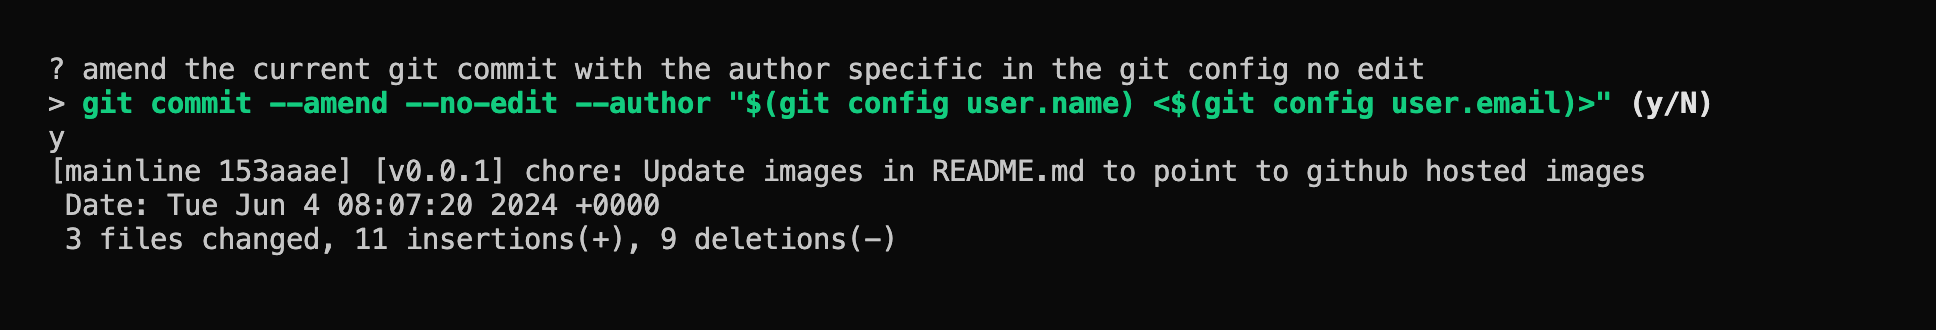 ? amend the current git commit with the author specific in the git config no edit
> git commit --amend --no-edit --author "$(git config user.name) <$(git config user.email)>" (y/N)
y
[mainline 153aaae] [v0.0.1] chore: Update images in README.md to point to github hosted images
Date: Tue Jun 4 08:07:20 2024 +0000
3 files changed, 11 insertions(+), 9 deletions(-)